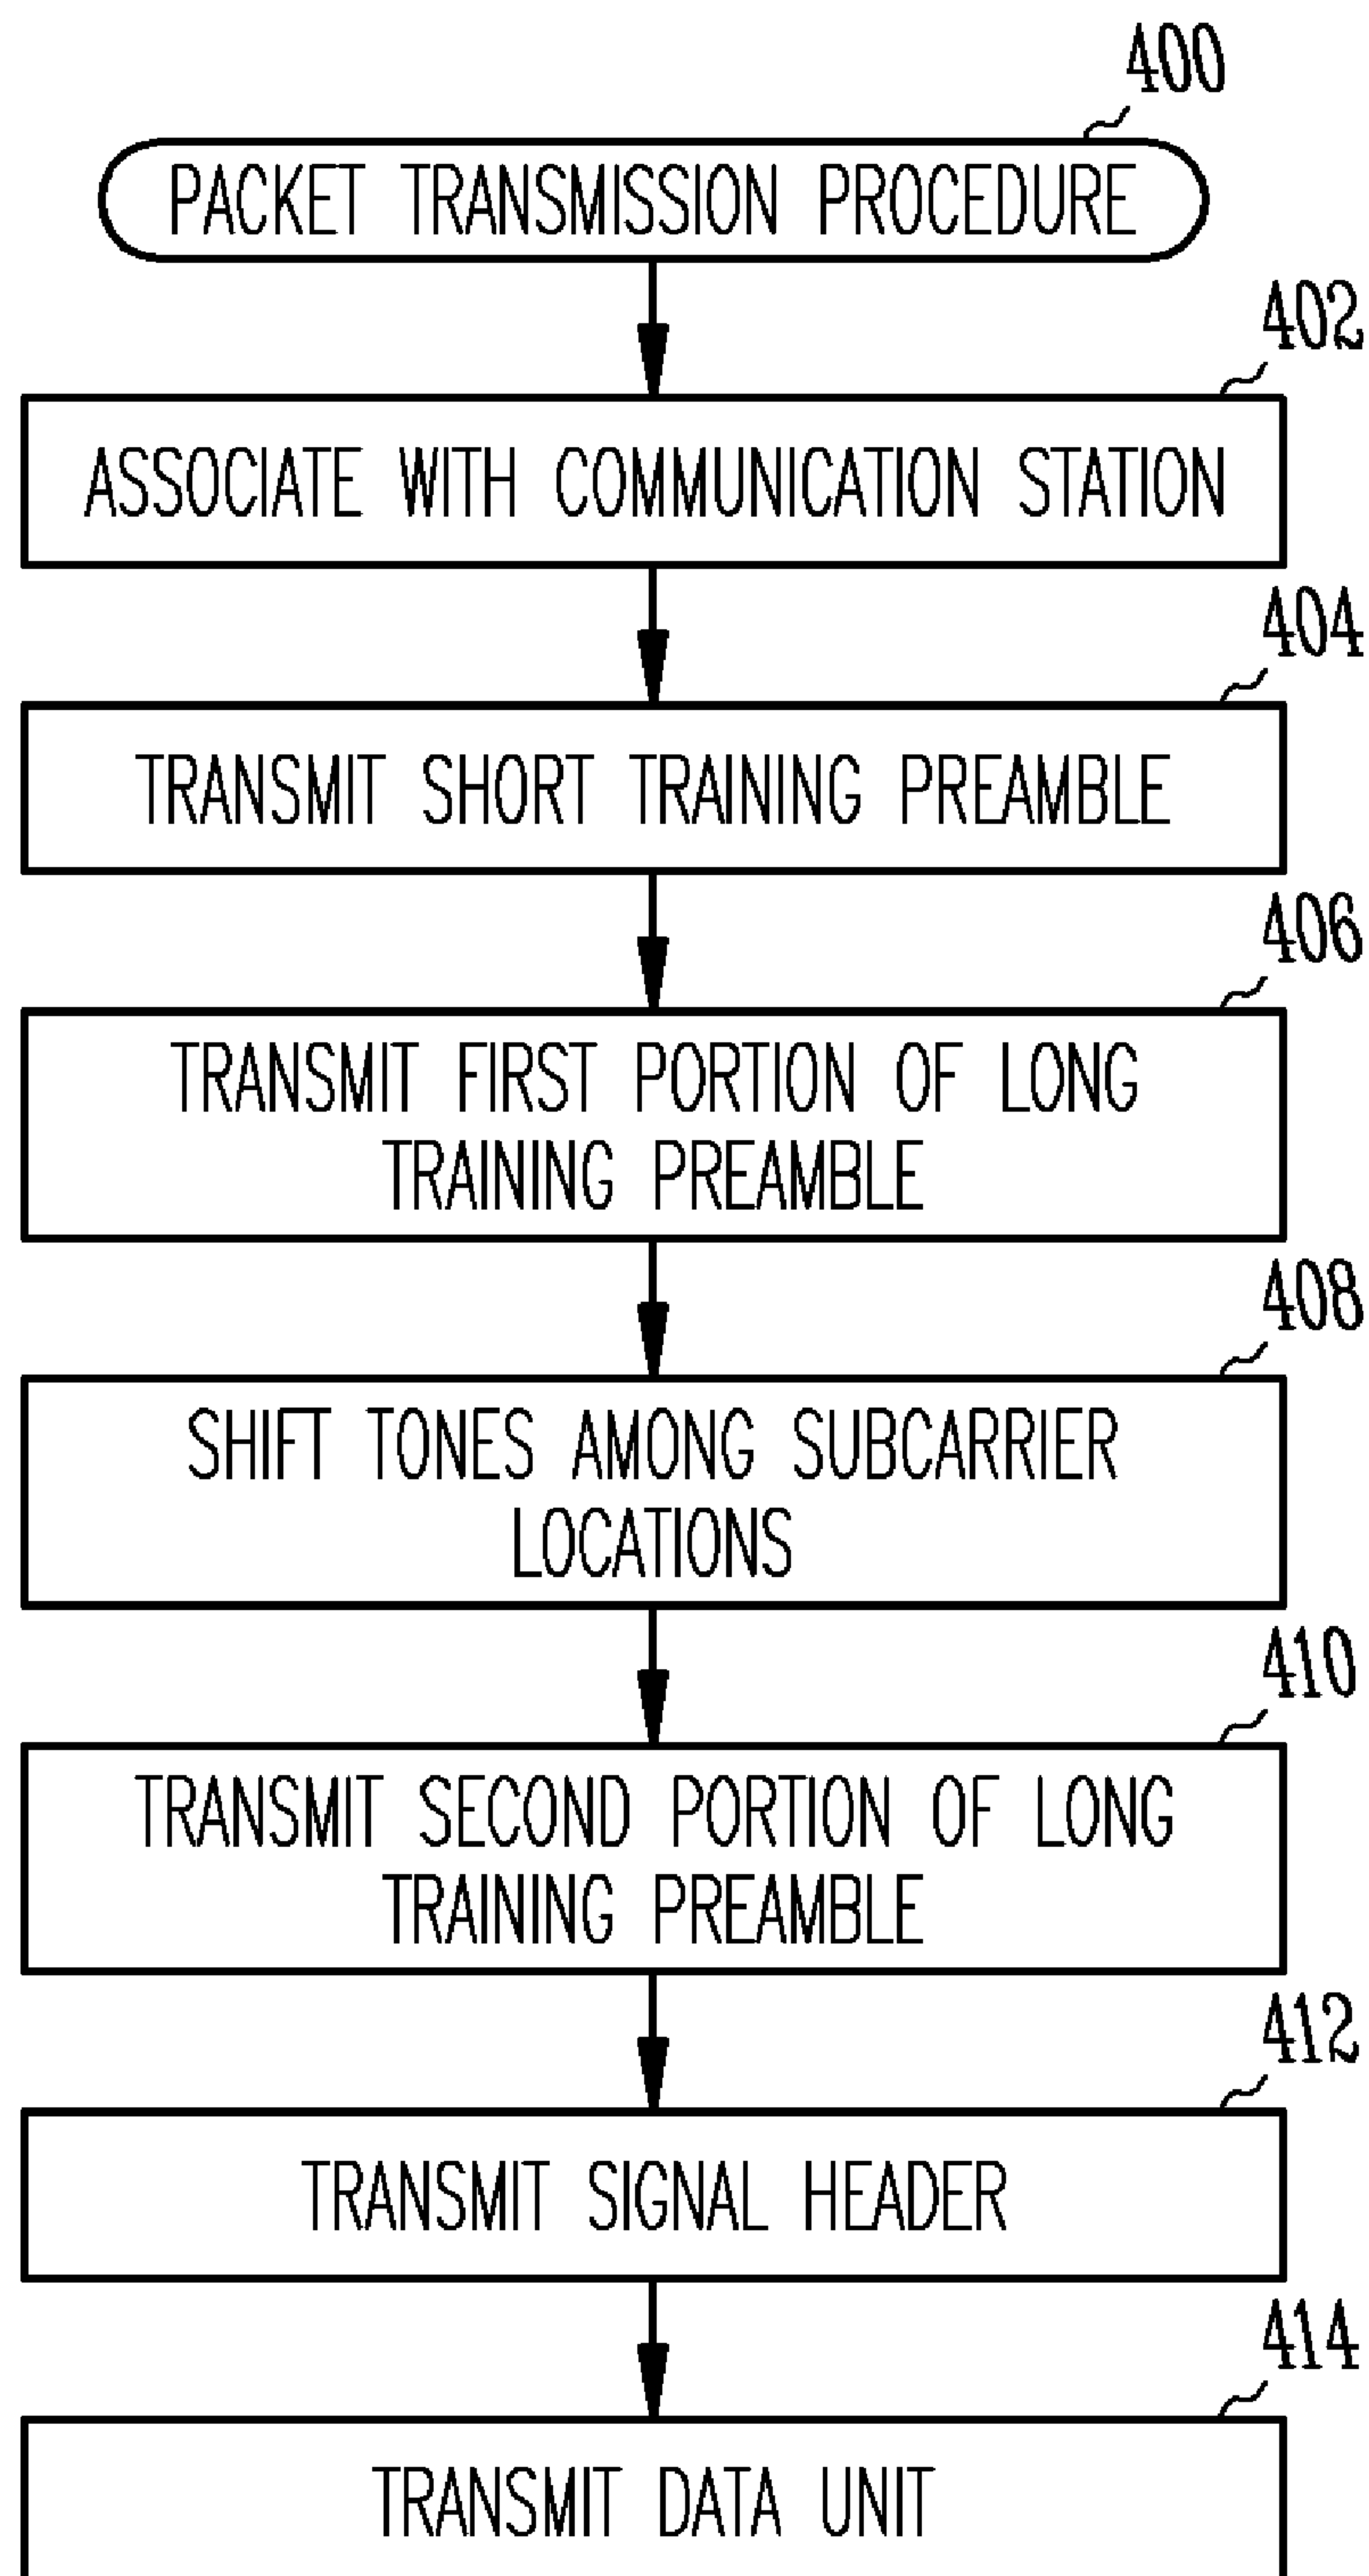 400
PACKET TRANSMISSION PROCEDURE
402
ASSOCIATE WITH COMMUNICATION STATION
404
TRANSMIT SHORT TRAINING PREAMBLE
406
TRANSMIT FIRST PORTION OF LONG
TRAINING PREAMBLE
408
SHIFT TONES AMONG SUBCARRIER
LOCATIONS
410
TRANSMIT SECOND PORTION OF LONG
TRAINING PREAMBLE
412
TRANSMIT SIGNAL HEADER
414
TRANSMIT DATA UNIT